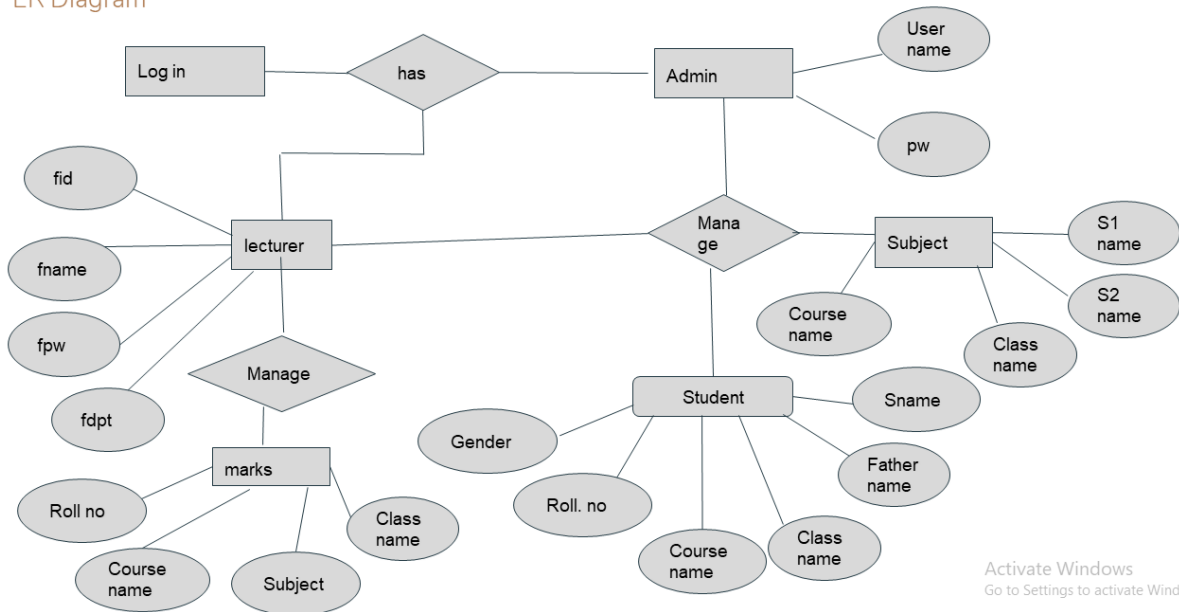 ER Diagram
User
name
Log in
has
Admin
pw
fid
lecturer
Mana
ge
Subject
S1
name
fname
S2
name
Course
name
Class
name
fpw
Manage
fdpt
Student
Sname
Gender
Father
name
marks
Roll no
Class
name
Roll. no
Course
name
Class
name
Course
name
Subject
Activate Windows
Go to Settings to activate Wind